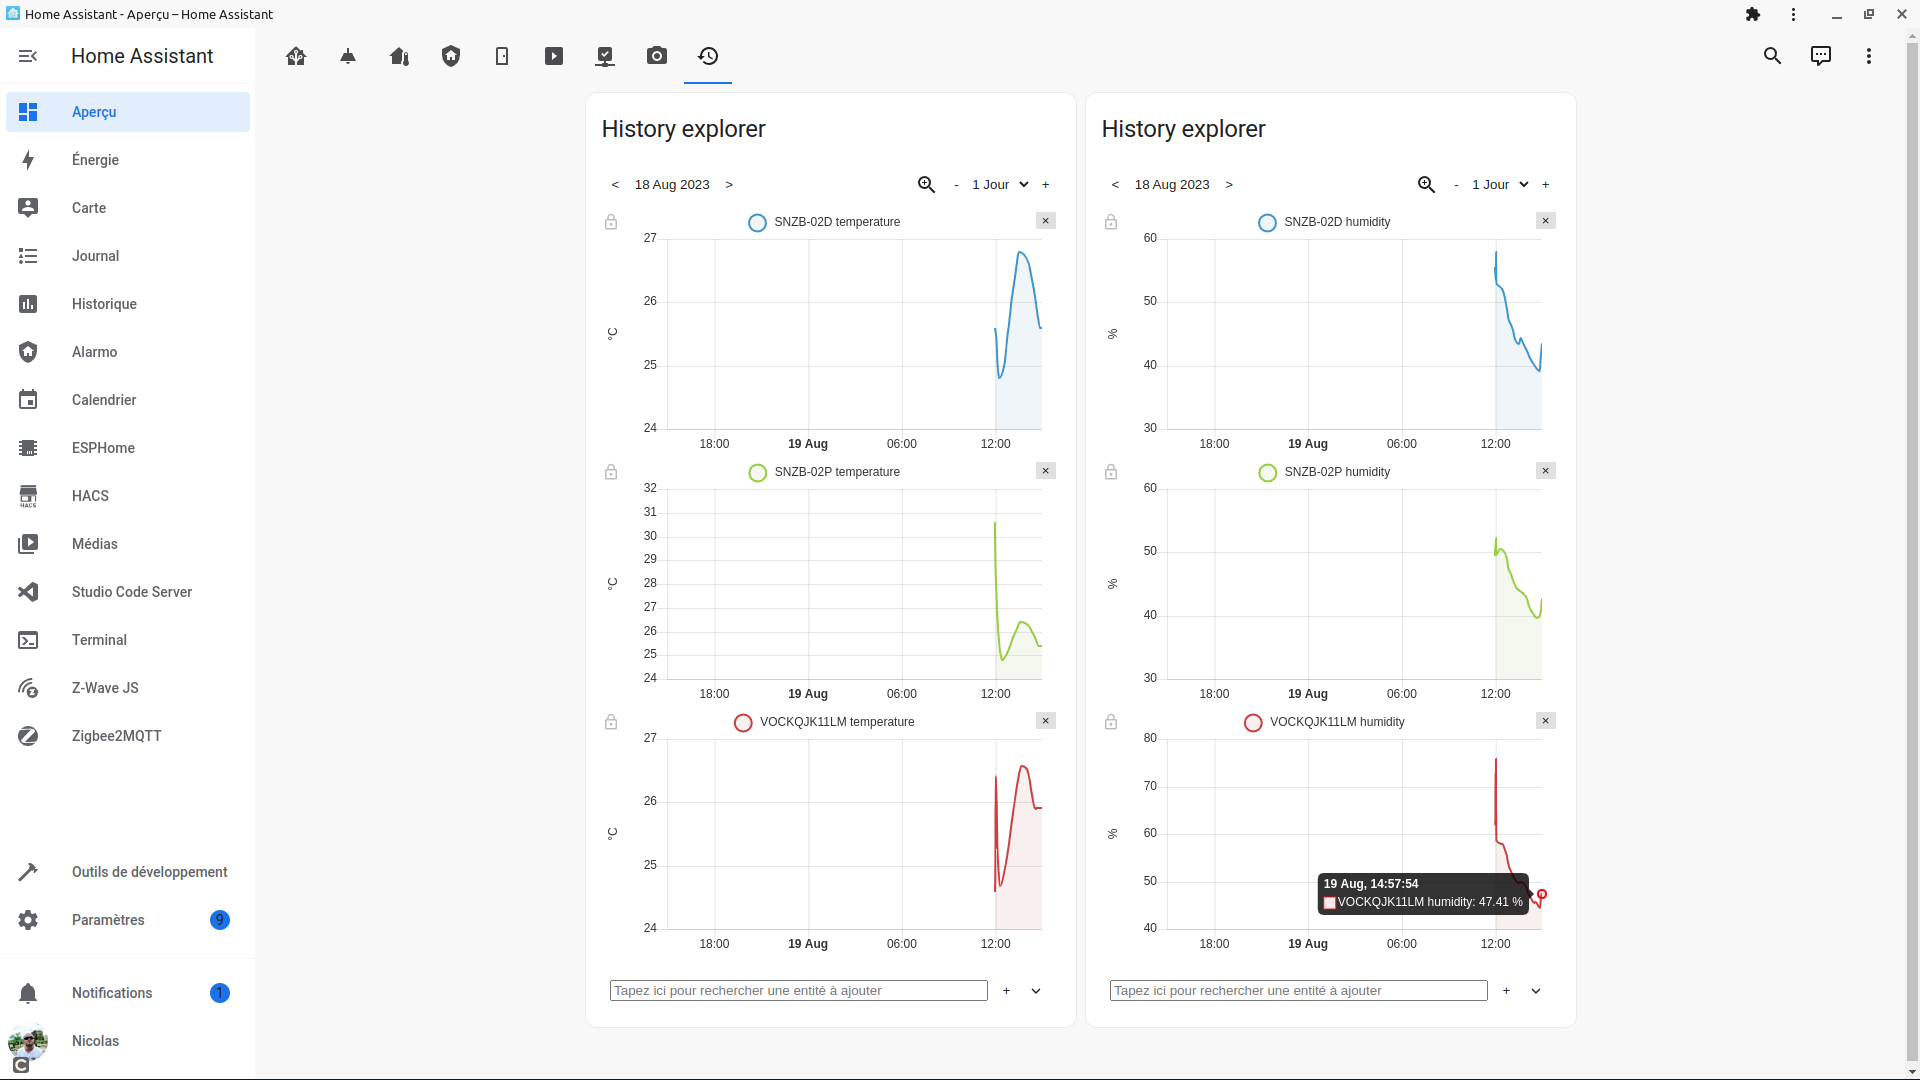 Home Assistant - Aperçu – Home Assistant
Home Assistant
Aperçu
Énergie
Carte
Journal
Historique
Alarmo
Calendrier
ESPHome
HACS
HACS
Médias
Studio Code Server
Terminal
Z-Wave JS
Zigbee2MQTT
Outils de développement
Paramètres 9
Notifications 1
Nicolas
C
History explorer
< 18 Aug 2023 > - 1 Jour +
SNZB-02D temperature ×
27
26
25
24
°C
18:00 19 Aug 06:00 12:00
SNZB-02P temperature ×
32
31
30
29
28
27
26
25
24
°C
18:00 19 Aug 06:00 12:00
VOCKQJK11LM temperature ×
27
26
25
24
°C
18:00 19 Aug 06:00 12:00
Tapez ici pour rechercher une entité à ajouter +
History explorer
< 18 Aug 2023 > - 1 Jour +
SNZB-02D humidity ×
60
50
40
30
%
18:00 19 Aug 06:00 12:00
SNZB-02P humidity ×
60
50
40
30
%
18:00 19 Aug 06:00 12:00
VOCKQJK11LM humidity ×
80
70
60
50
40
%
19 Aug, 14:57:54
VOCKQJK11LM humidity: 47.41 %
18:00 19 Aug 06:00 12:00
Tapez ici pour rechercher une entité à ajouter +